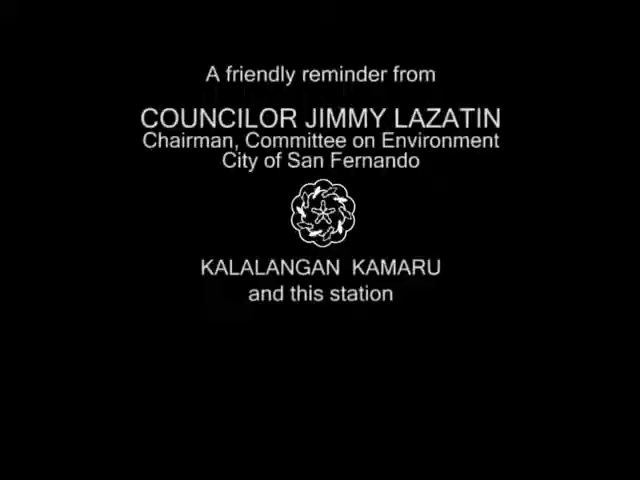 A friendly reminder from
COUNCILOR JIMMY LAZATIN
Chairman, Committee on Environment
City of San Fernando
KALALANGAN KAMARU
and this station